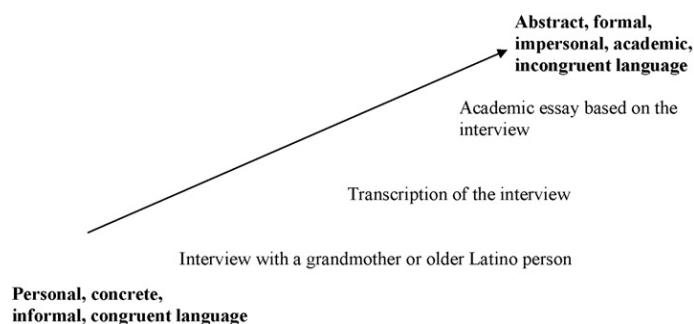 Abstract, formal,
impersonal, academic,
incongruent language
Academic essay based on the
interview
Transcription of the interview
Interview with a grandmother or older Latino person
Personal, concrete,
informal, congruent language